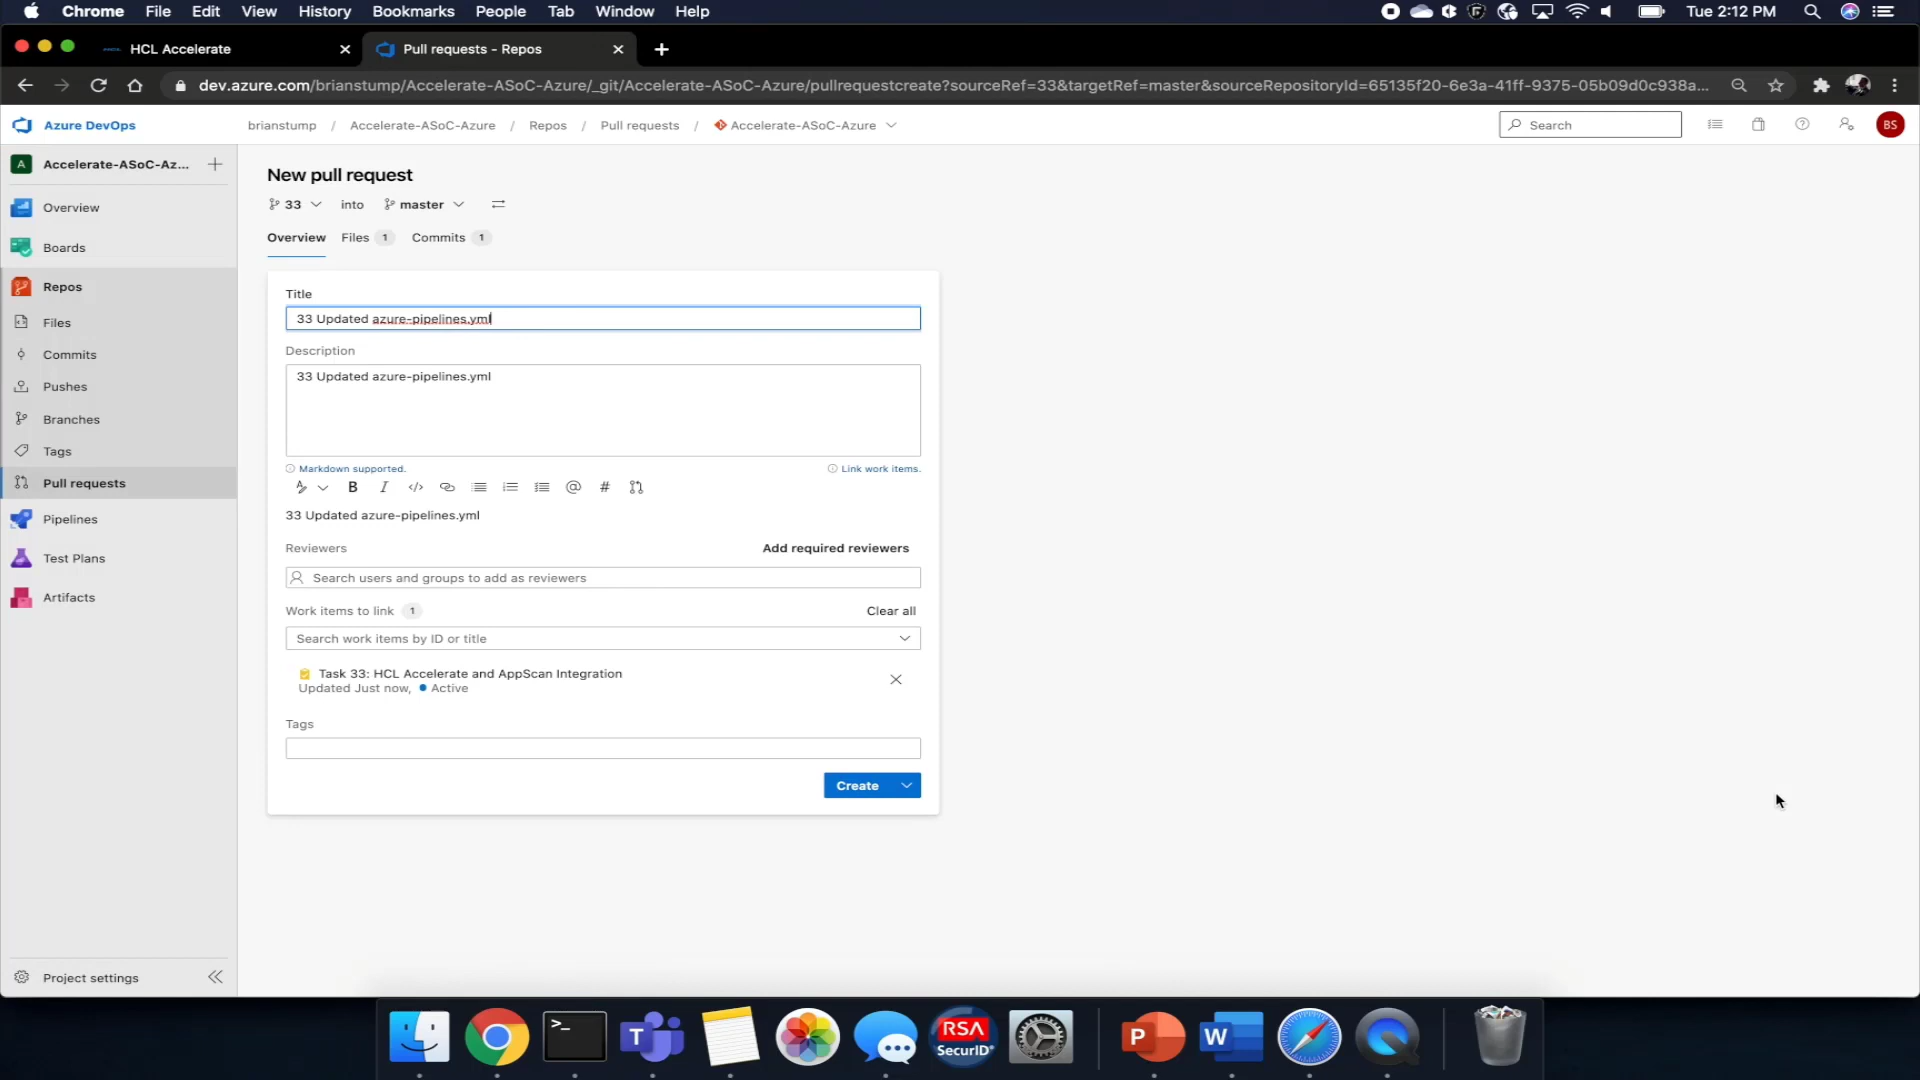 Chrome File Edit View History Bookmarks People Tab Window Help Tue 2:12 PM
HCL Accelerate Pull requests - Repos
dev.azure.com/brianstump/Accelerate-ASoC-Azure/_git/Accelerate-ASoC-Azure/pullrequestcreate?sourceRef=33&targetRef=master&sourceRepositoryId=65135f20-6e3a-41ff-9375-05b09d0c938a...
Azure DevOps brianstump / Accelerate-ASoC-Azure / Repos / Pull requests / Accelerate-ASoC-Azure Search BS
A Accelerate-ASoC-Az...
Overview
Boards
Repos
Files
Commits
Pushes
Branches
Tags
Pull requests
Pipelines
Test Plans
Artifacts
Project settings
New pull request
33 into master
Overview Files 1 Commits 1
Title
33 Updated azure-pipelines.yml
Description
33 Updated azure-pipelines.yml
Markdown supported. Link work items.
B I </> @ #
33 Updated azure-pipelines.yml
Reviewers Add required reviewers
Search users and groups to add as reviewers
Work items to link 1 Clear all
Search work items by ID or title
Task 33: HCL Accelerate and AppScan Integration
Updated Just now, Active
Tags
Create
>_ T RSA SecurID P W